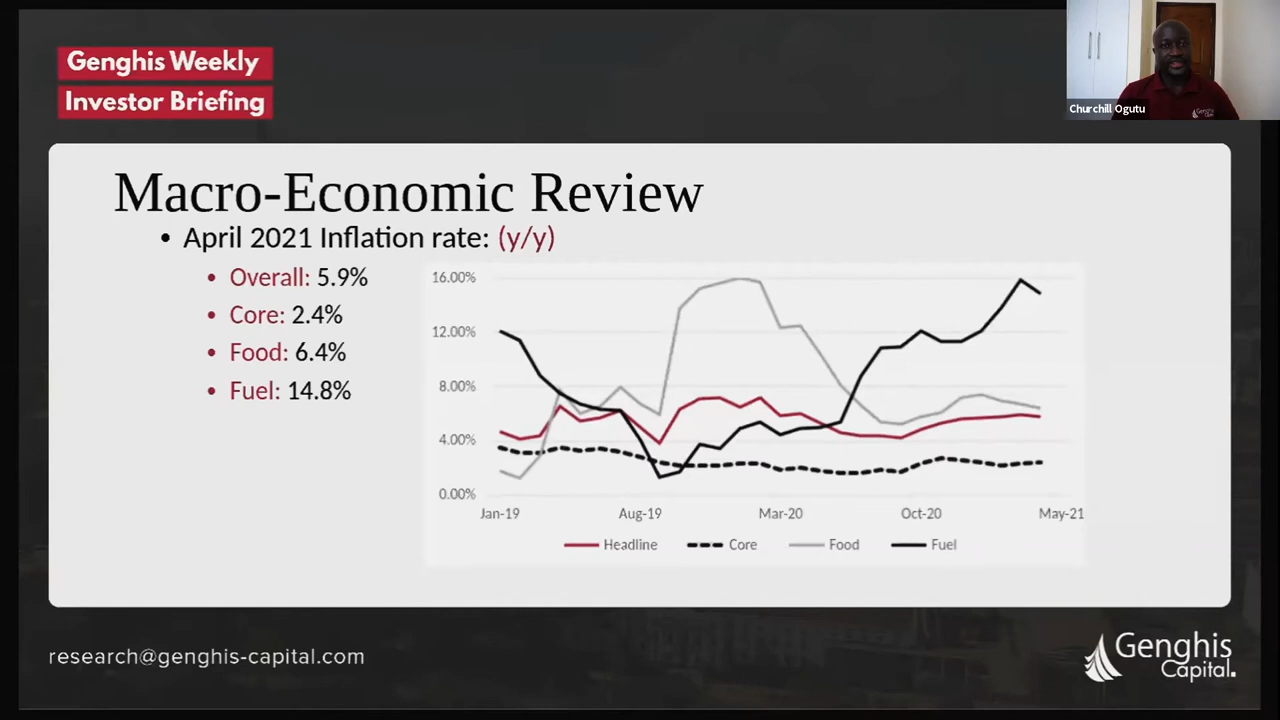 Genghis Weekly
Investor Briefing
Churchill Ogutu
Genghis
Macro-Economic Review
• April 2021 Inflation rate: (y/y)
• Overall: 5.9%
• Core: 2.4%
• Food: 6.4%
• Fuel: 14.8%
16.00%
12.00%
8.00%
4.00%
0.00%
Jan-19 Aug-19 Mar-20 Oct-20 May-21
Headline Core Food Fuel
research@genghis-capital.com
Genghis
Capital.